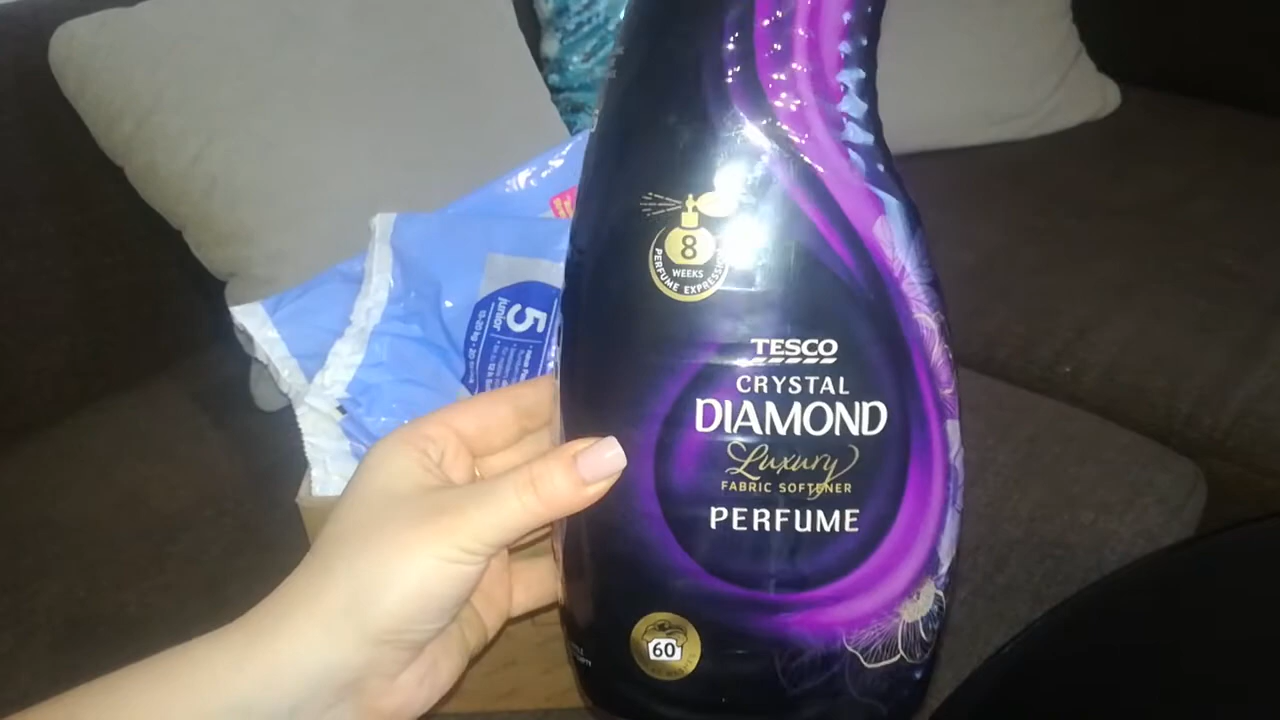 8
WEEKS
PERFUME EXPRESSION
TESCO
CRYSTAL
DIAMOND
Luxury
FABRIC SOFTENER
PERFUME
60
5
junior